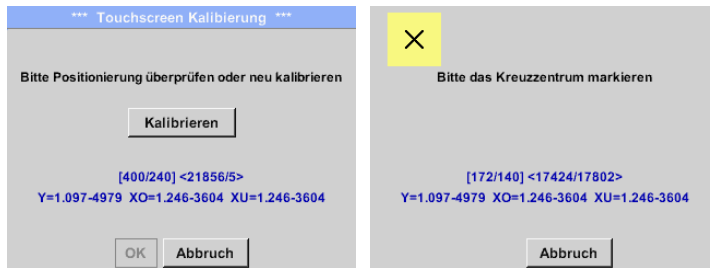 *** Touchscreen Kalibierung ***
Bitte Positionierung überprüfen oder neu kalibrieren
Kalibrieren
[400/240] <21856/5>
Y=1.097-4979 XO=1.246-3604 XU=1.246-3604
OK
Abbruch
Bitte das Kreuzzentrum markieren
[172/140] <17424/17802>
Y=1.097-4979 XO=1.246-3604 XU=1.246-3604
Abbruch